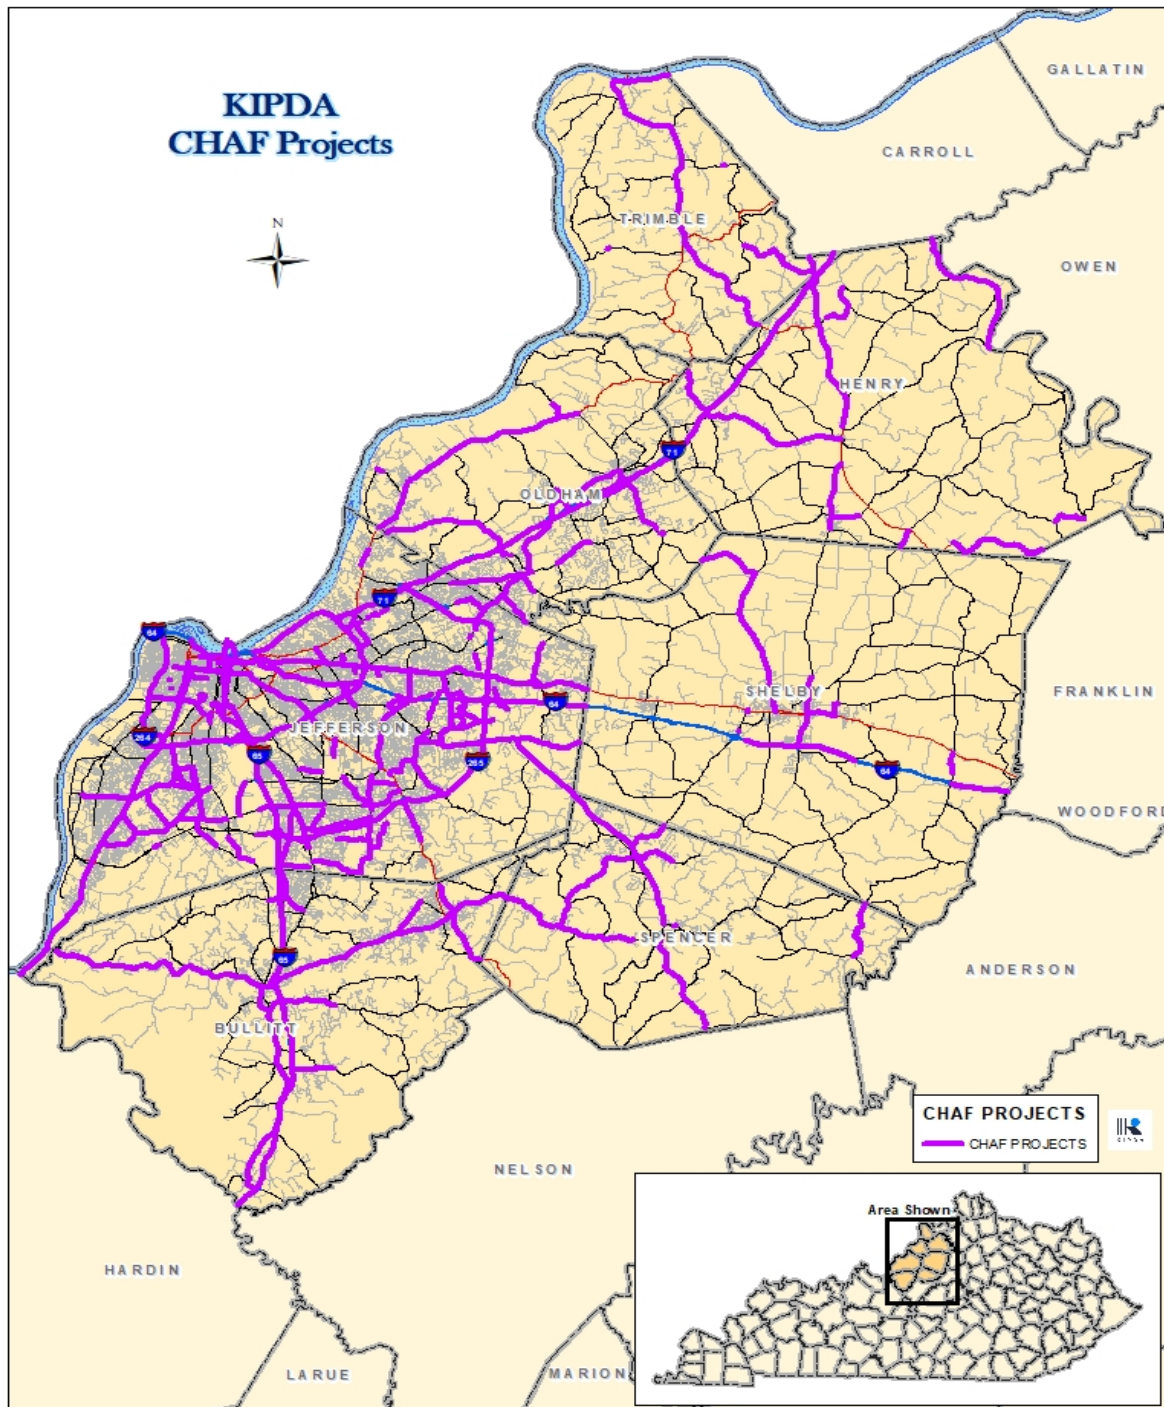 KIPDA
CHAF Projects
GALLATIN
CARROLL
N
TRIMBLE
OWEN
HENRY
71
OLDHAM
71
64
SHELBY
FRANKLIN
64
JEFFERSON
264
65
265
64
WOODFORD
SPENCER
65
ANDERSON
BULLITT
CHAF PROJECTS
CHAF PROJECTS
NELSON
Area Shown
HARDIN
LARUE
MARION